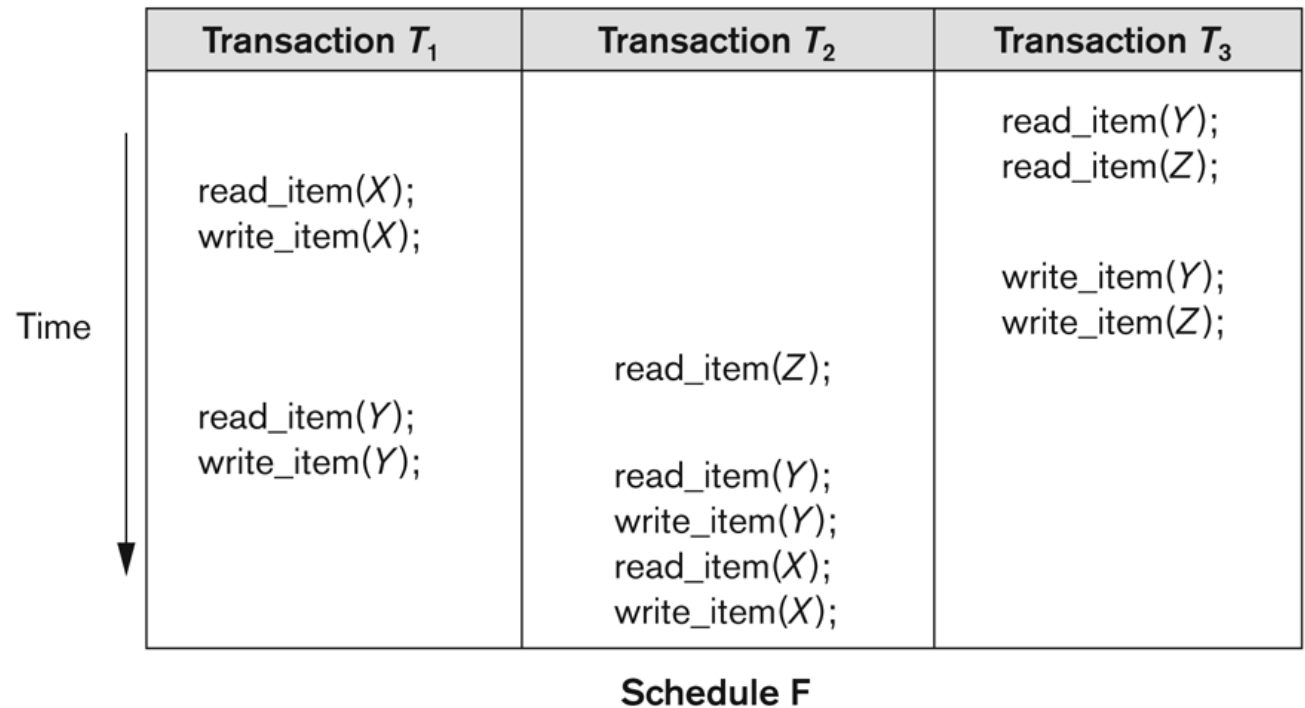 Transaction T1 Transaction T2 Transaction T3
read_item(Y);
read_item(Z);
read_item(X);
write_item(X);
write_item(Y);
write_item(Z);
Time
read_item(Z);
read_item(Y);
write_item(Y);
read_item(Y);
write_item(Y);
read_item(X);
write_item(X);
Schedule F